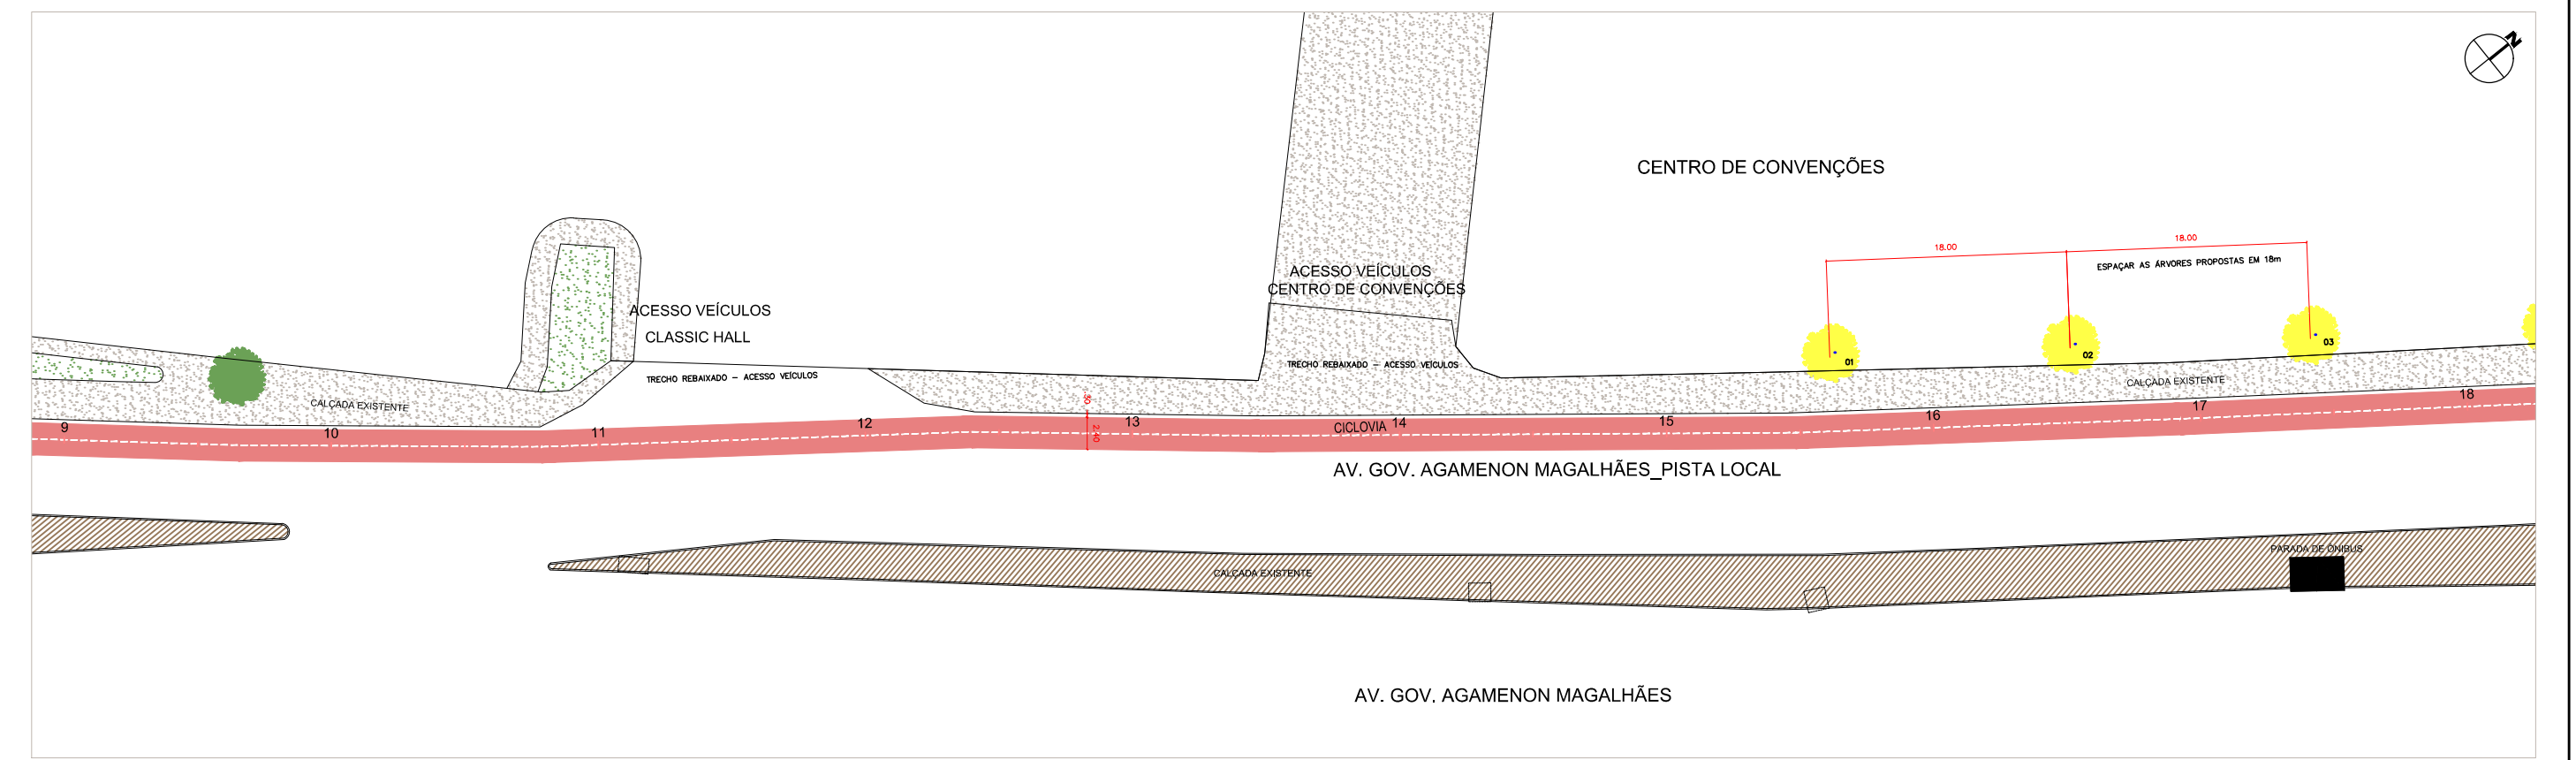 N
CENTRO DE CONVENÇÕES
18.00
18.00
ESPAÇAR AS ÁRVORES PROPOSTAS EM 18m
ACESSO VEÍCULOS
CENTRO DE CONVENÇÕES
ACESSO VEÍCULOS
CLASSIC HALL
TRECHO REBAIXADO – ACESSO VEÍCULOS
TRECHO REBAIXADO – ACESSO VEÍCULOS
01
02
03
CALÇADA EXISTENTE
CALÇADA EXISTENTE
.50
2.40
9
10
11
12
13
14
15
16
17
18
CICLOVIA
AV. GOV. AGAMENON MAGALHÃES_PISTA LOCAL
PARADA DE ÔNIBUS
CALÇADA EXISTENTE
AV. GOV. AGAMENON MAGALHÃES